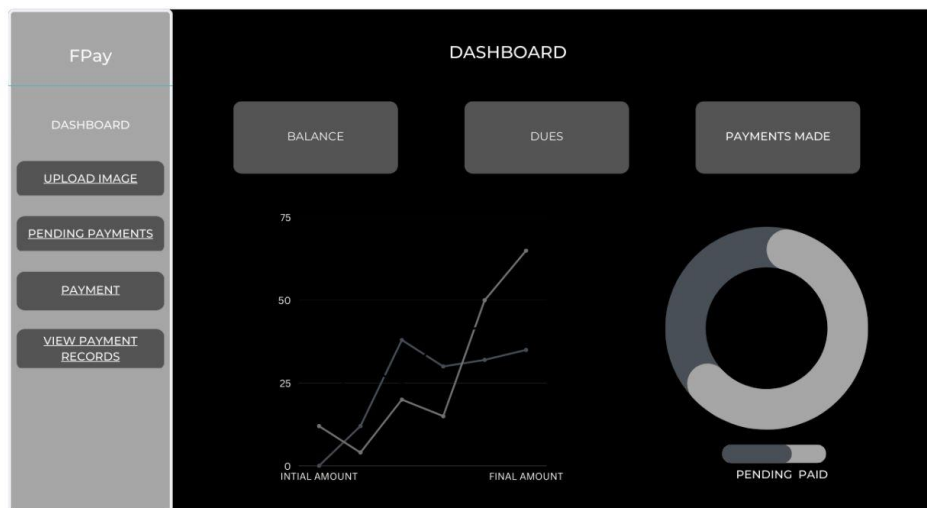 FPay
DASHBOARD
UPLOAD IMAGE
PENDING PAYMENTS
PAYMENT
VIEW PAYMENT
RECORDS
DASHBOARD
BALANCE
DUES
PAYMENTS MADE
75
50
25
0
INTIAL AMOUNT
FINAL AMOUNT
PENDING PAID